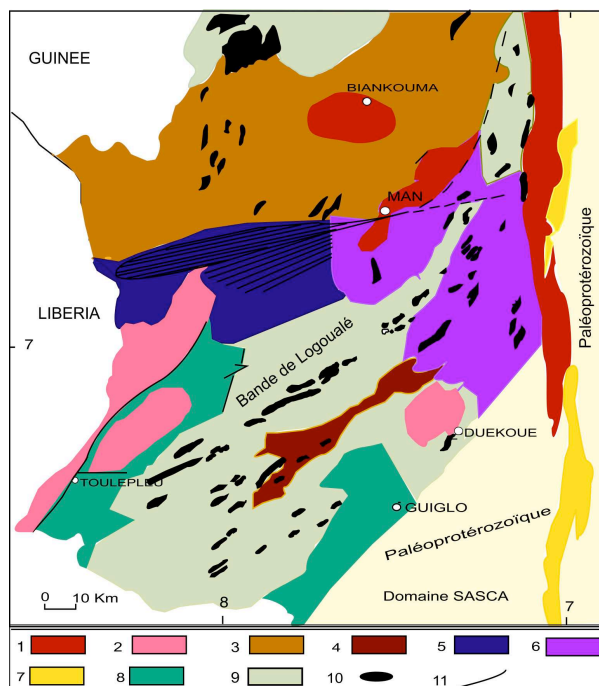 7
GUINEE
BIANKOUMA
MAN
Paléoprotérozoïque
LIBERIA
7
Bande de Logoualé
DUEKOUE
TOULEPLEU
GUIGLO
Paléoprotérozoïque
0 10 Km
Domaine SASCA
8 7
1 2 3 4 5 6
7 8 9 10 11